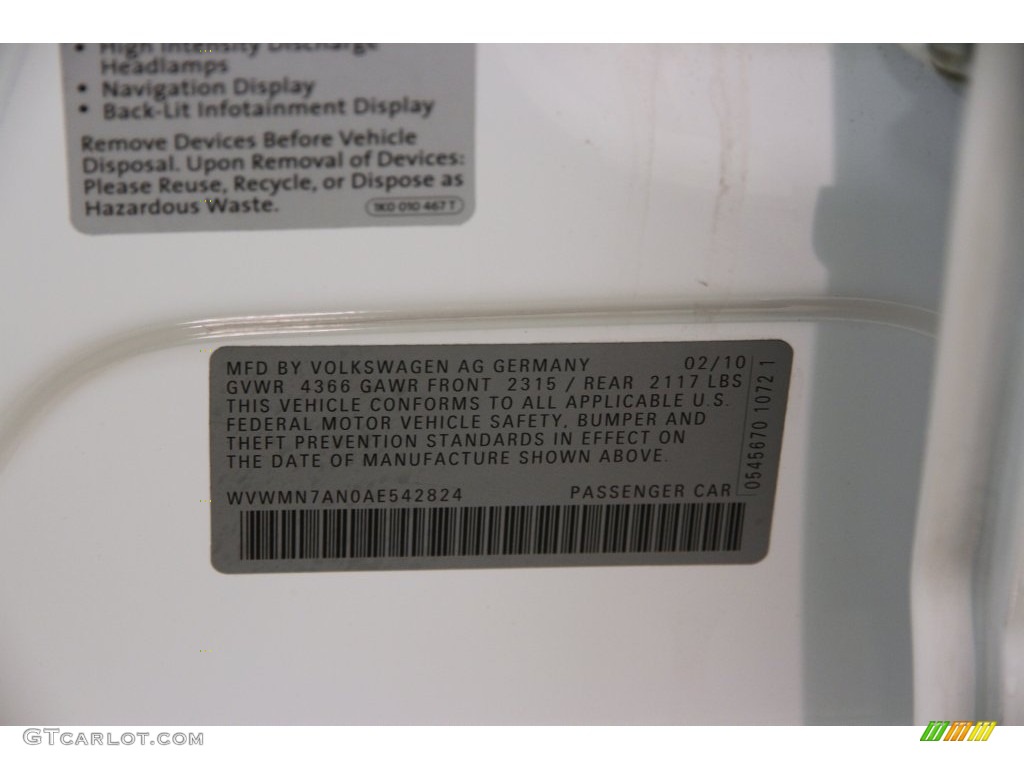 • High Intensity Discharge
Headlamps
• Navigation Display
• Back-Lit Infotainment Display
Remove Devices Before Vehicle
Disposal. Upon Removal of Devices:
Please Reuse, Recycle, or Dispose as
Hazardous Waste.
1K0 010 467 T
MFD BY VOLKSWAGEN AG GERMANY 02/10
GVWR 4366 GAWR FRONT 2315 / REAR 2117 LBS
THIS VEHICLE CONFORMS TO ALL APPLICABLE U.S.
FEDERAL MOTOR VEHICLE SAFETY, BUMPER AND
THEFT PREVENTION STANDARDS IN EFFECT ON
THE DATE OF MANUFACTURE SHOWN ABOVE.
WVWMN7AN0AE542824 PASSENGER CAR
0545670 1072 1
GTCARLOT.COM